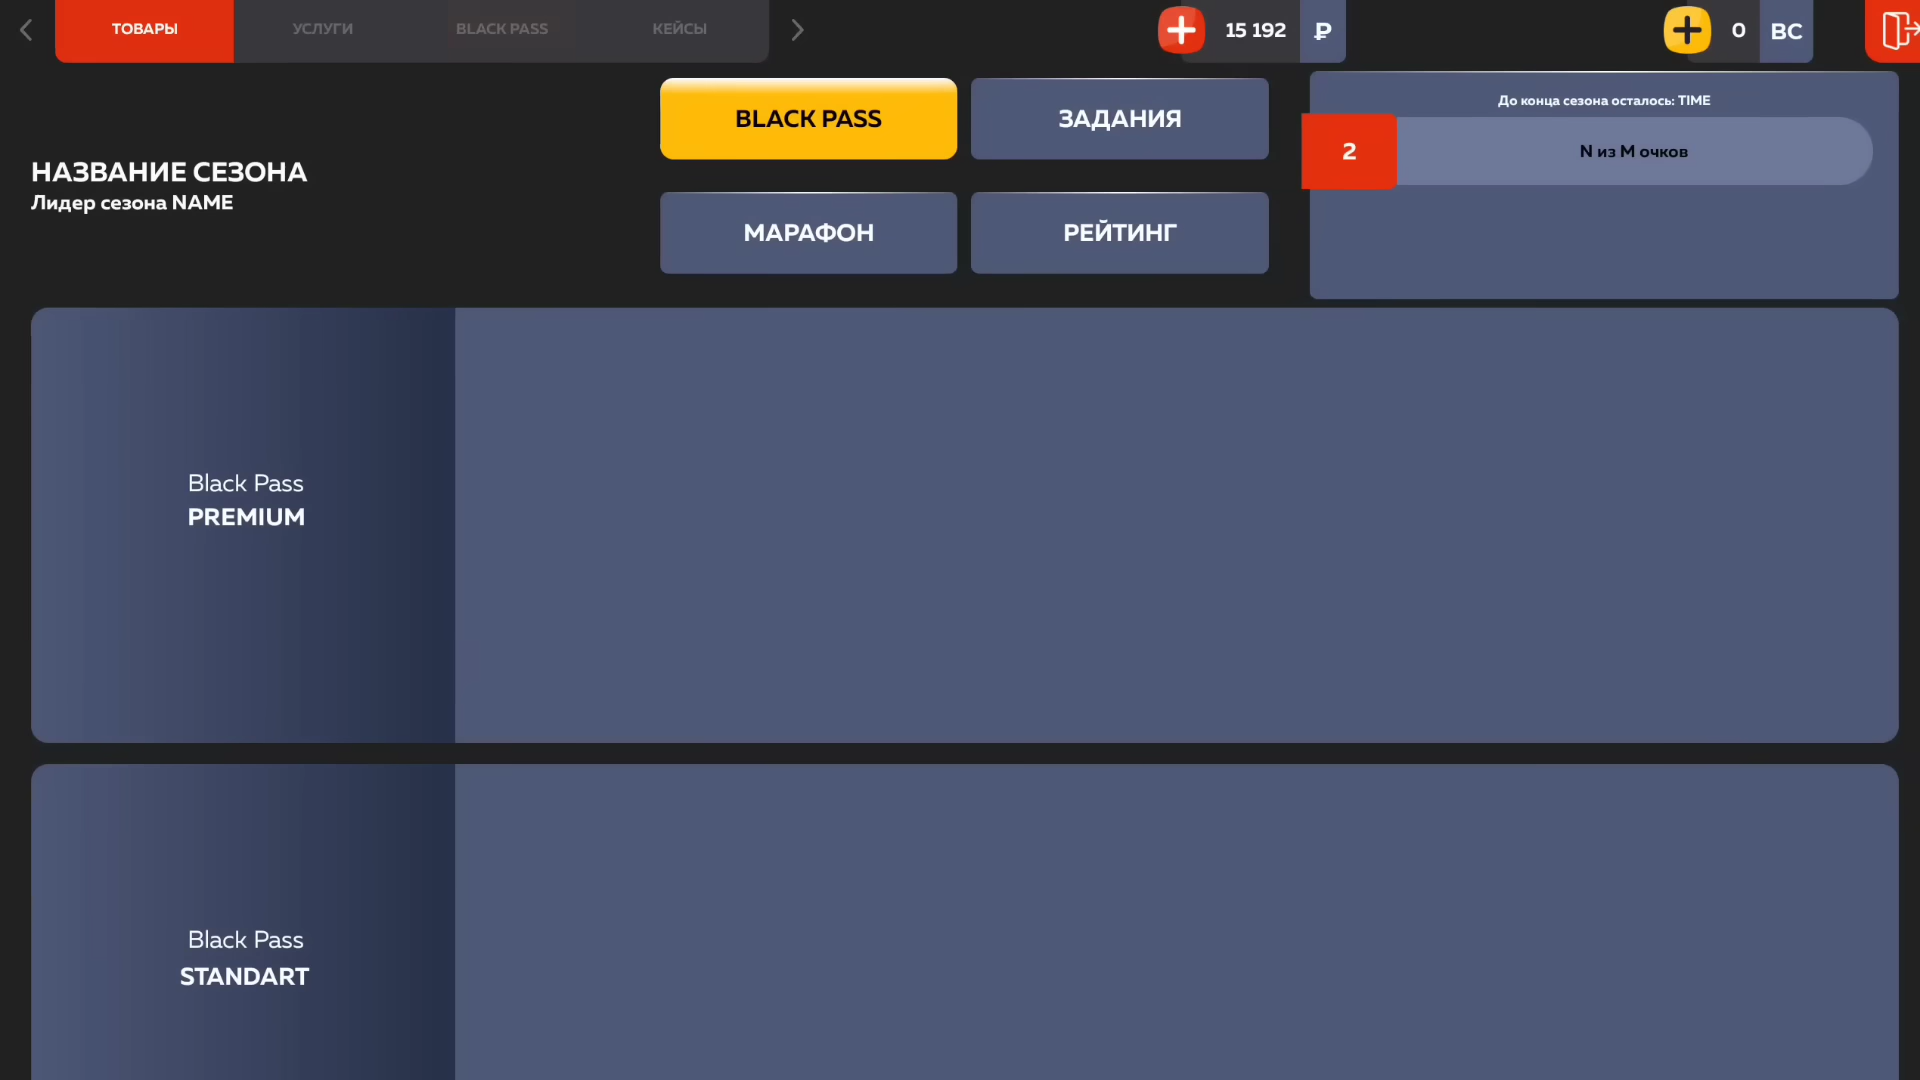 ТОВАРЫ
УСЛУГИ
BLACK PASS
КЕЙСЫ
15 192
₽
0
BC
BLACK PASS
ЗАДАНИЯ
МАРАФОН
РЕЙТИНГ
НАЗВАНИЕ СЕЗОНА
Лидер сезона NAME
До конца сезона осталось: TIME
2
N из M очков
Black Pass
PREMIUM
Black Pass
STANDART